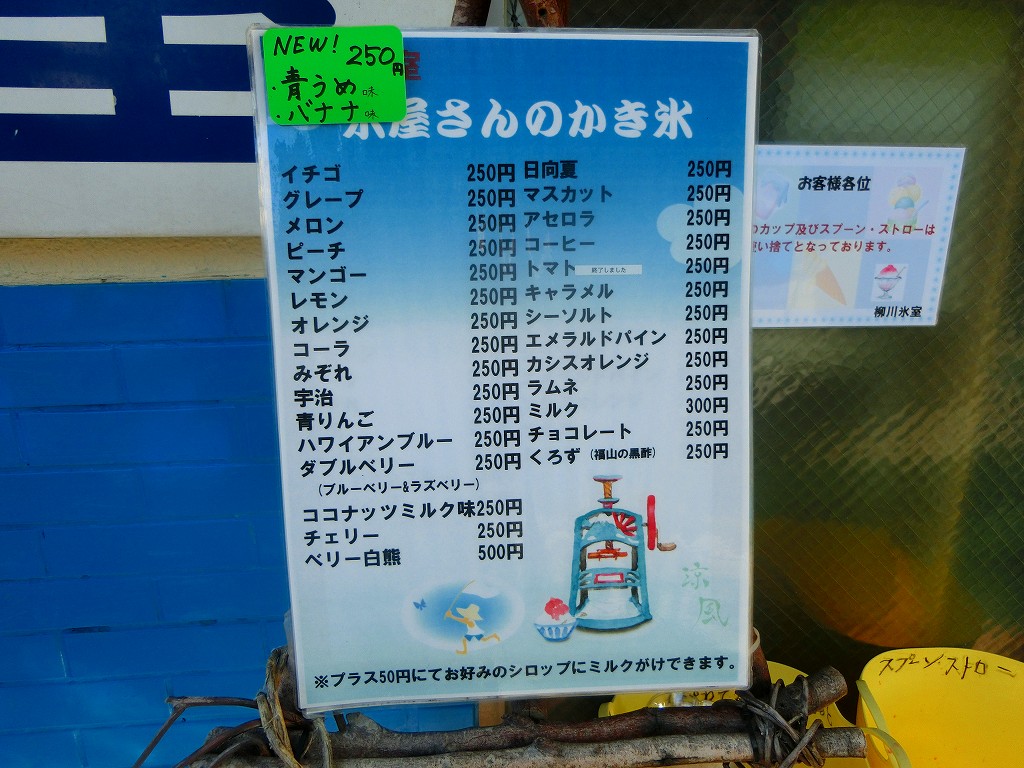 NEW! 250円
・青うめ味
・バナナ味
室
氷屋さんのかき氷
イチゴ 250円
グレープ 250円
メロン 250円
ピーチ 250円
マンゴー 250円
レモン 250円
オレンジ 250円
コーラ 250円
みぞれ 250円
宇治 250円
青りんご 250円
ハワイアンブルー 250円
ダブルベリー 250円
(ブルーベリー&ラズベリー)
ココナッツミルク味250円
チェリー 250円
ベリー白熊 500円
日向夏 250円
マスカット 250円
アセロラ 250円
コーヒー 250円
トマト 終了しました 250円
キャラメル 250円
シーソルト 250円
エメラルドパイン 250円
カシスオレンジ 250円
ラムネ 250円
ミルク 300円
チョコレート 250円
くろず(福山の黒酢) 250円
涼風
※プラス50円にてお好みのシロップにミルクがけできます。
お客様各位
のカップ及びスプーン・ストローは
使い捨てとなっております。
柳川氷室
スプーン・ストロー